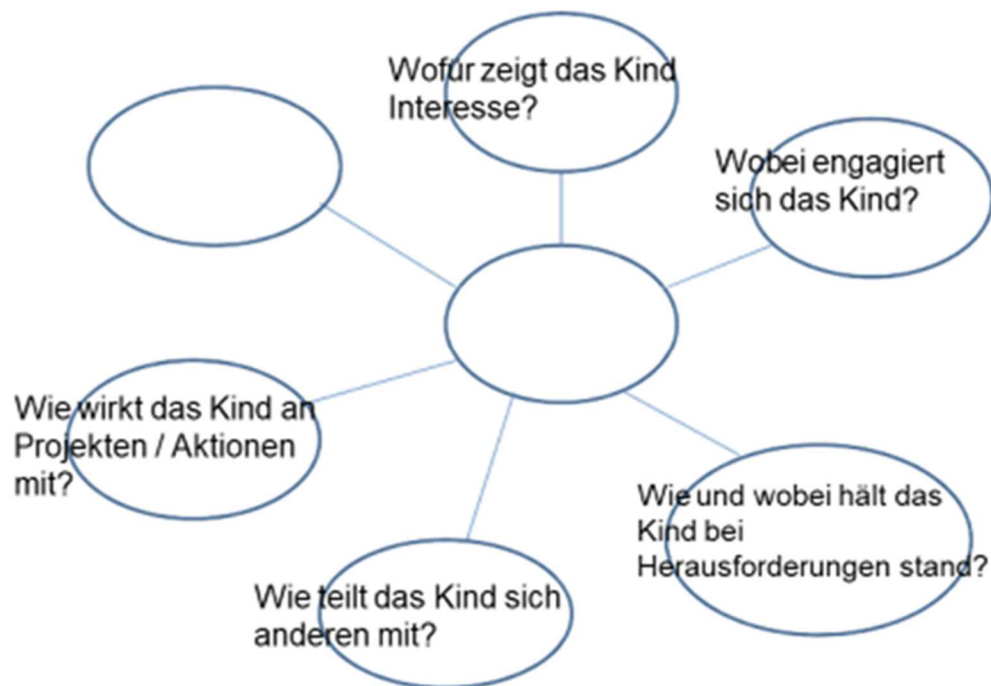 Wofür zeigt das Kind
Interesse?
Wobei engagiert
sich das Kind?
Wie wirkt das Kind an
Projekten / Aktionen
mit?
Wie und wobei hält das
Kind bei
Herausforderungen stand?
Wie teilt das Kind sich
anderen mit?